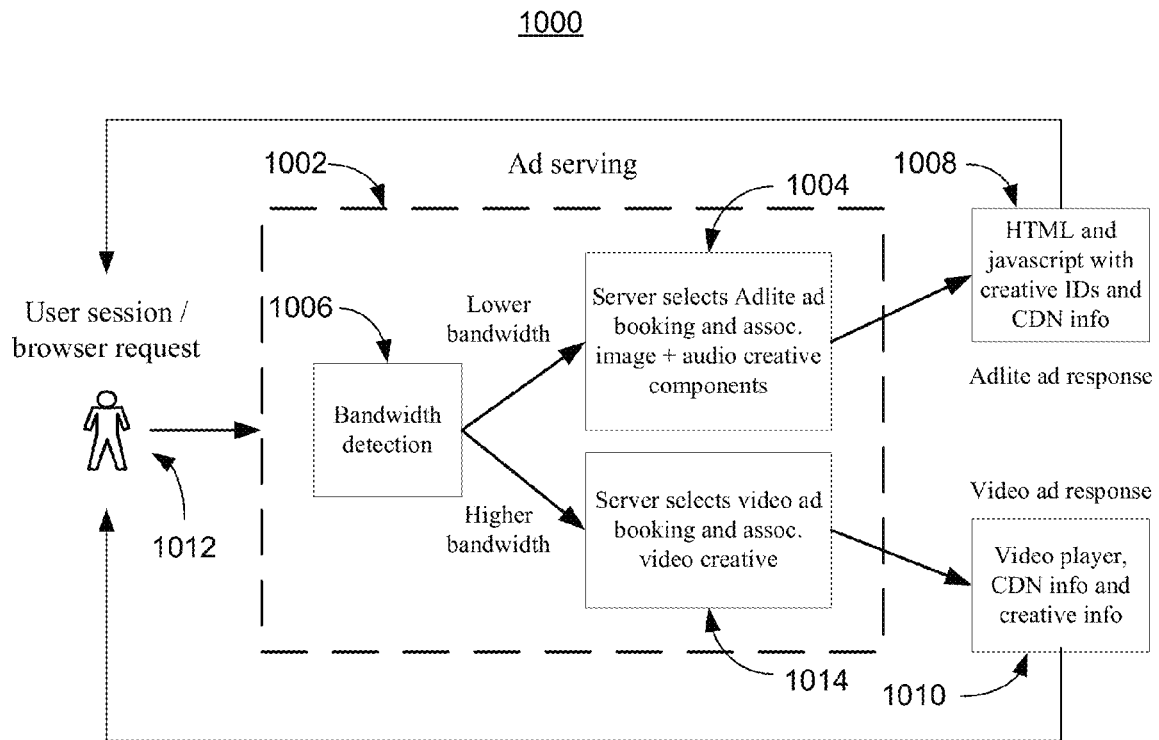 1000
1002
Ad serving
1004
1008
User session /
browser request
1006
Lower
bandwidth
Server selects Adlite ad
booking and assoc.
image + audio creative
components
HTML and
javascript with
creative IDs and
CDN info
Adlite ad response
Bandwidth
detection
1012
Higher
bandwidth
Server selects video ad
booking and assoc.
video creative
Video ad response
Video player,
CDN info and
creative info
1014
1010